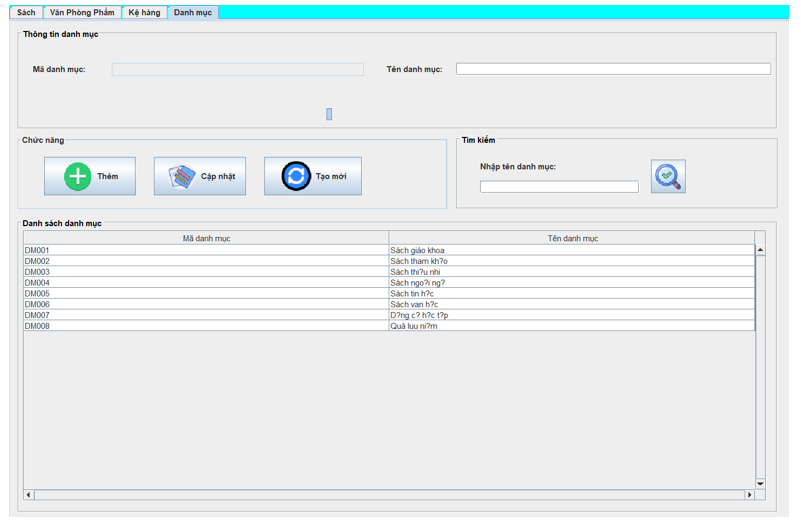 Sách Văn Phòng Phẩm Kệ hàng Danh mục
Thông tin danh mục
Mã danh mục: Tên danh mục:
Chức năng
Thêm Cập nhật Tạo mới
Tìm kiếm
Nhập tên danh mục:
Danh sách danh mục
Mã danh mục Tên danh mục
DM001 Sách giáo khoa
DM002 Sách tham kh?o
DM003 Sách thi?u nhi
DM004 Sách ngo?i ng?
DM005 Sách tin h?c
DM006 Sách van h?c
DM007 D?ng c? h?c t?p
DM008 Quà luu ni?m